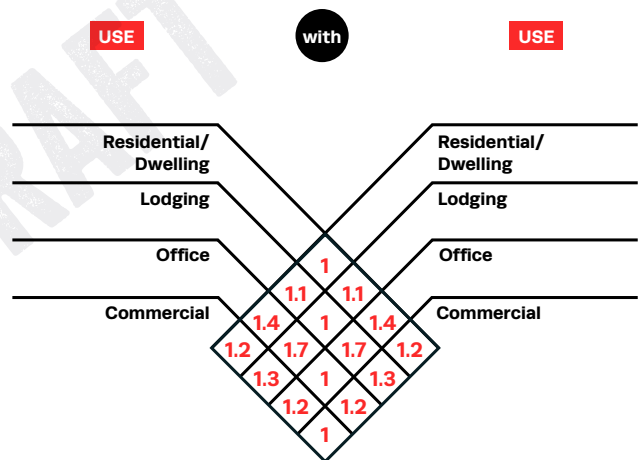 USE with USE
Residential/ Residential/
Dwelling Dwelling
Lodging Lodging
Office Office
Commercial Commercial
1
1.1 1.1
1.4 1 1.4
1.2 1.7 1.7 1.2
1.3 1 1.3
1.2 1.2
1
RAFT